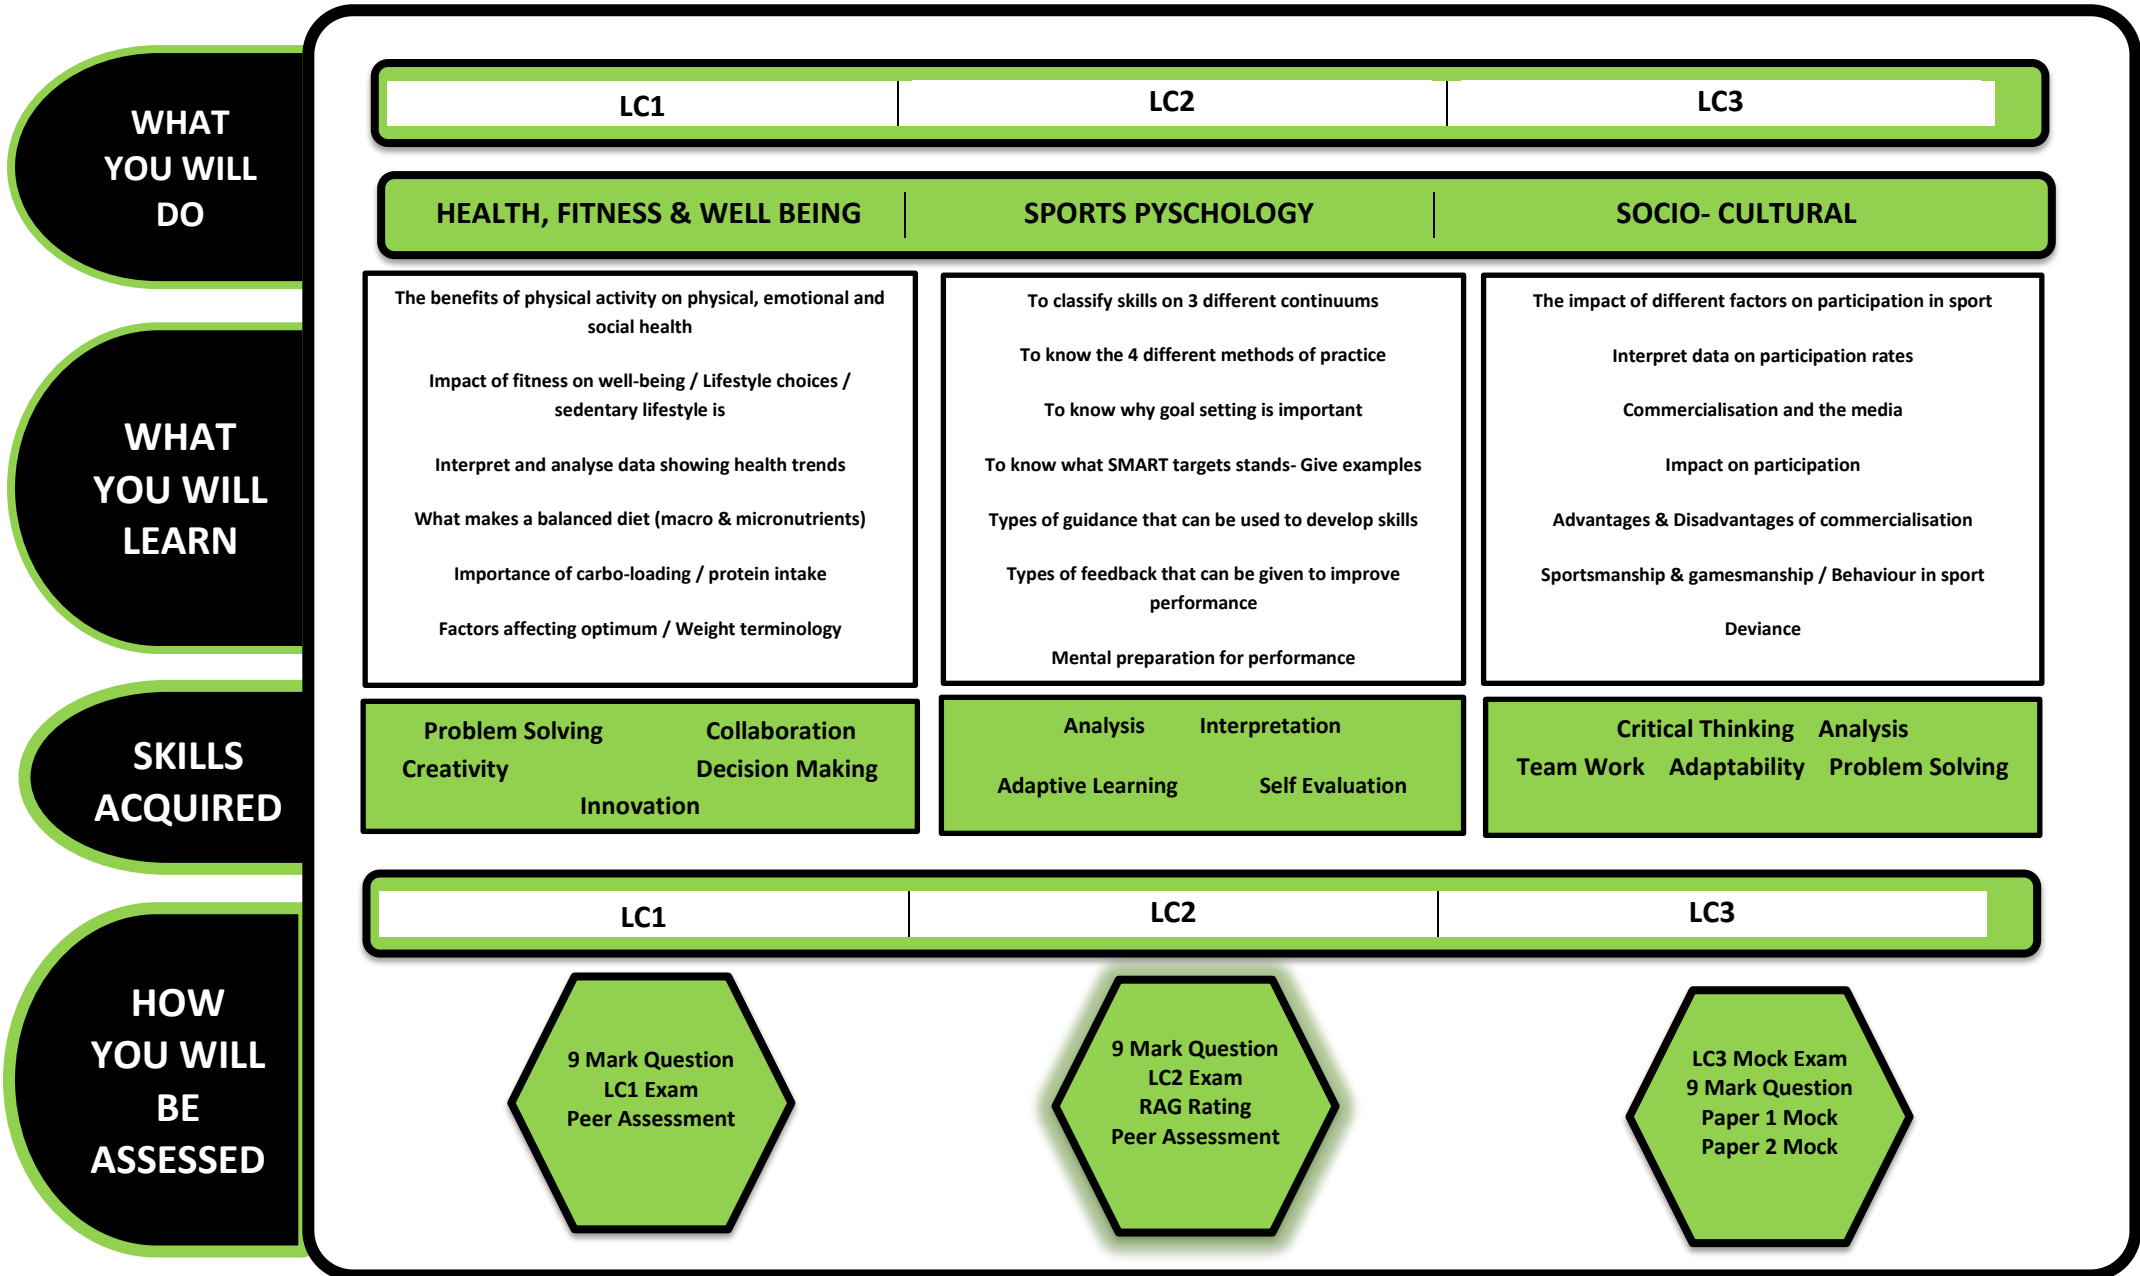 WHAT
YOU WILL
DO
LC1
LC2
LC3
HEALTH, FITNESS & WELL BEING
SPORTS PYSCHOLOGY
SOCIO- CULTURAL
WHAT
YOU WILL
LEARN
The benefits of physical activity on physical, emotional and
social health
Impact of fitness on well-being / Lifestyle choices /
sedentary lifestyle is
Interpret and analyse data showing health trends
What makes a balanced diet (macro & micronutrients)
Importance of carbo-loading / protein intake
Factors affecting optimum / Weight terminology
To classify skills on 3 different continuums
To know the 4 different methods of practice
To know why goal setting is important
To know what SMART targets stands- Give examples
Types of guidance that can be used to develop skills
Types of feedback that can be given to improve
performance
Mental preparation for performance
The impact of different factors on participation in sport
Interpret data on participation rates
Commercialisation and the media
Impact on participation
Advantages & Disadvantages of commercialisation
Sportsmanship & gamesmanship / Behaviour in sport
Deviance
SKILLS
ACQUIRED
Problem Solving Collaboration
Creativity Decision Making
Innovation
Analysis Interpretation
Adaptive Learning Self Evaluation
Critical Thinking Analysis
Team Work Adaptability Problem Solving
HOW
YOU WILL
BE
ASSESSED
LC1
LC2
LC3
9 Mark Question
LC1 Exam
Peer Assessment
9 Mark Question
LC2 Exam
RAG Rating
Peer Assessment
LC3 Mock Exam
9 Mark Question
Paper 1 Mock
Paper 2 Mock